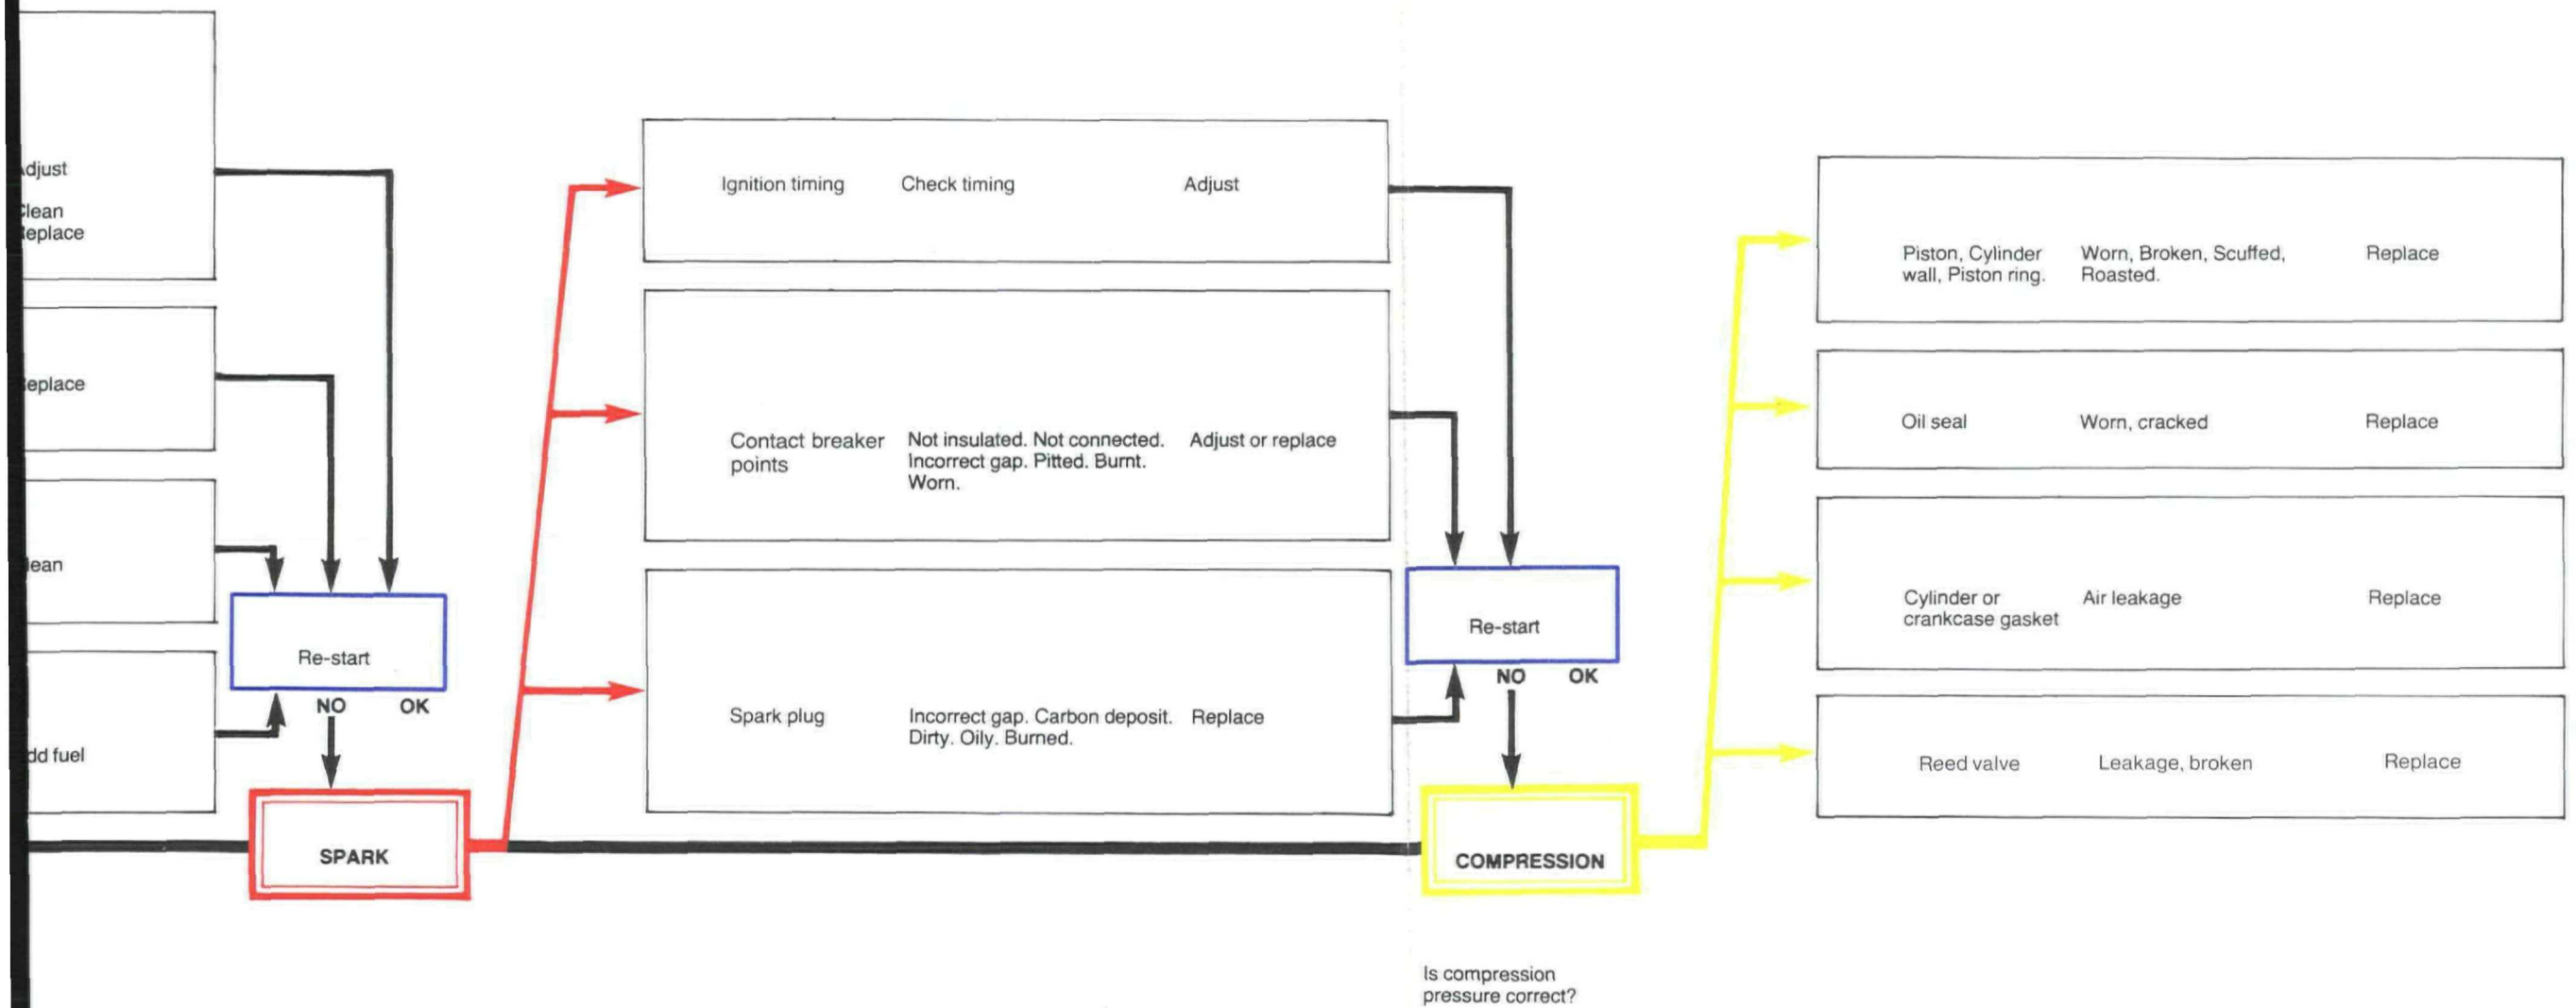 djust
lean
eplace
eplace
lean
dd fuel
Re-start
NO OK
SPARK
Ignition timing Check timing Adjust
Contact breaker Not insulated. Not connected. Adjust or replace
points Incorrect gap. Pitted. Burnt.
Worn.
Spark plug Incorrect gap. Carbon deposit. Replace
Dirty. Oily. Burned.
Re-start
NO OK
COMPRESSION
Is compression
pressure correct?
Piston, Cylinder Worn, Broken, Scuffed, Replace
wall, Piston ring. Roasted.
Oil seal Worn, cracked Replace
Cylinder or Air leakage Replace
crankcase gasket
Reed valve Leakage, broken Replace